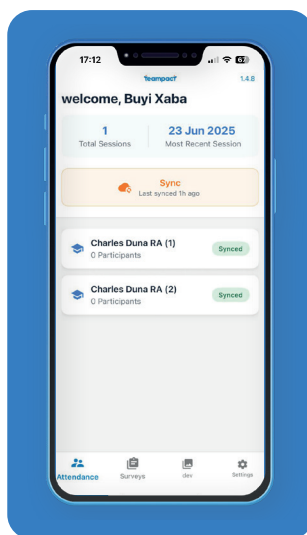 17:12
67
Teampact
1.4.8
welcome, Buyi Xaba
1
Total Sessions
23 Jun 2025
Most Recent Session
Sync
Last synced 1h ago
Charles Duna RA (1)
0 Participants
Synced
Charles Duna RA (2)
0 Participants
Synced
Attendance
Surveys
dev
Settings